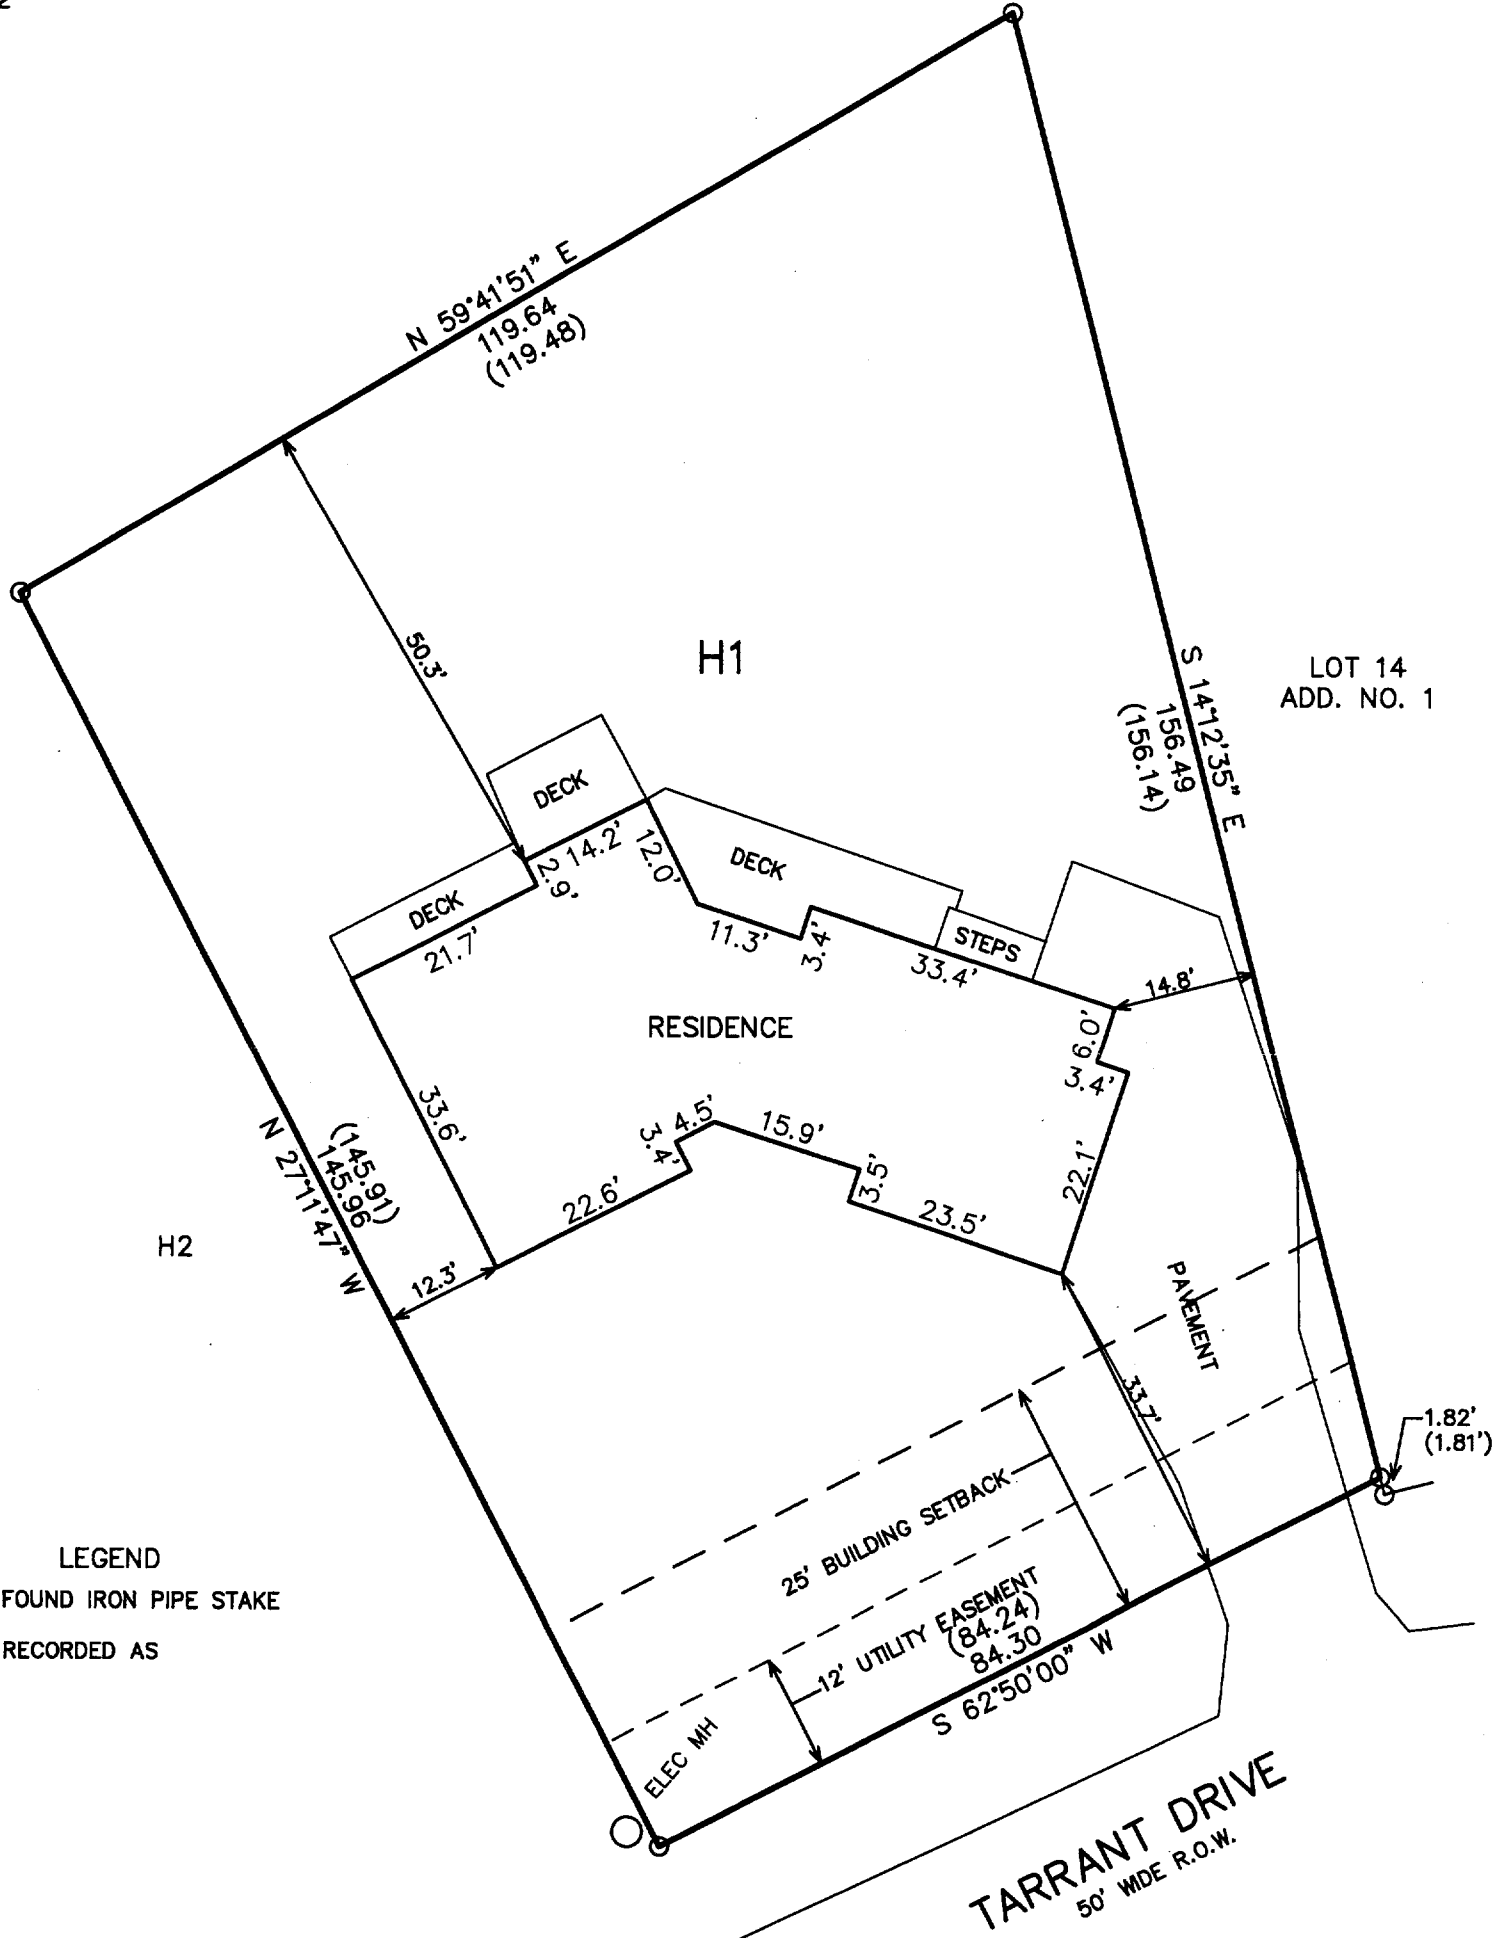 N 59°41'51" E
119.64
(119.48)
50.3'
H1
S 14°12'35" E
156.49
(156.14)
LOT 14
ADD. NO. 1
DECK
14.2'
12.0'
2.9'
DECK
DECK
21.7'
11.3'
3.4'
STEPS
33.4'
14.8'
RESIDENCE
6.0'
3.4'
33.6'
4.5'
3.4'
15.9'
3.5'
22.1'
22.6'
23.5'
N 27°11'47" W
(145.91)
145.96
H2
12.3'
PAVEMENT
33.7'
1.82'
(1.81')
25' BUILDING SETBACK
12' UTILITY EASEMENT
(84.24)
84.30
S 62°50'00" W
ELEC MH
LEGEND
FOUND IRON PIPE STAKE
RECORDED AS
TARRANT DRIVE
50' WIDE R.O.W.